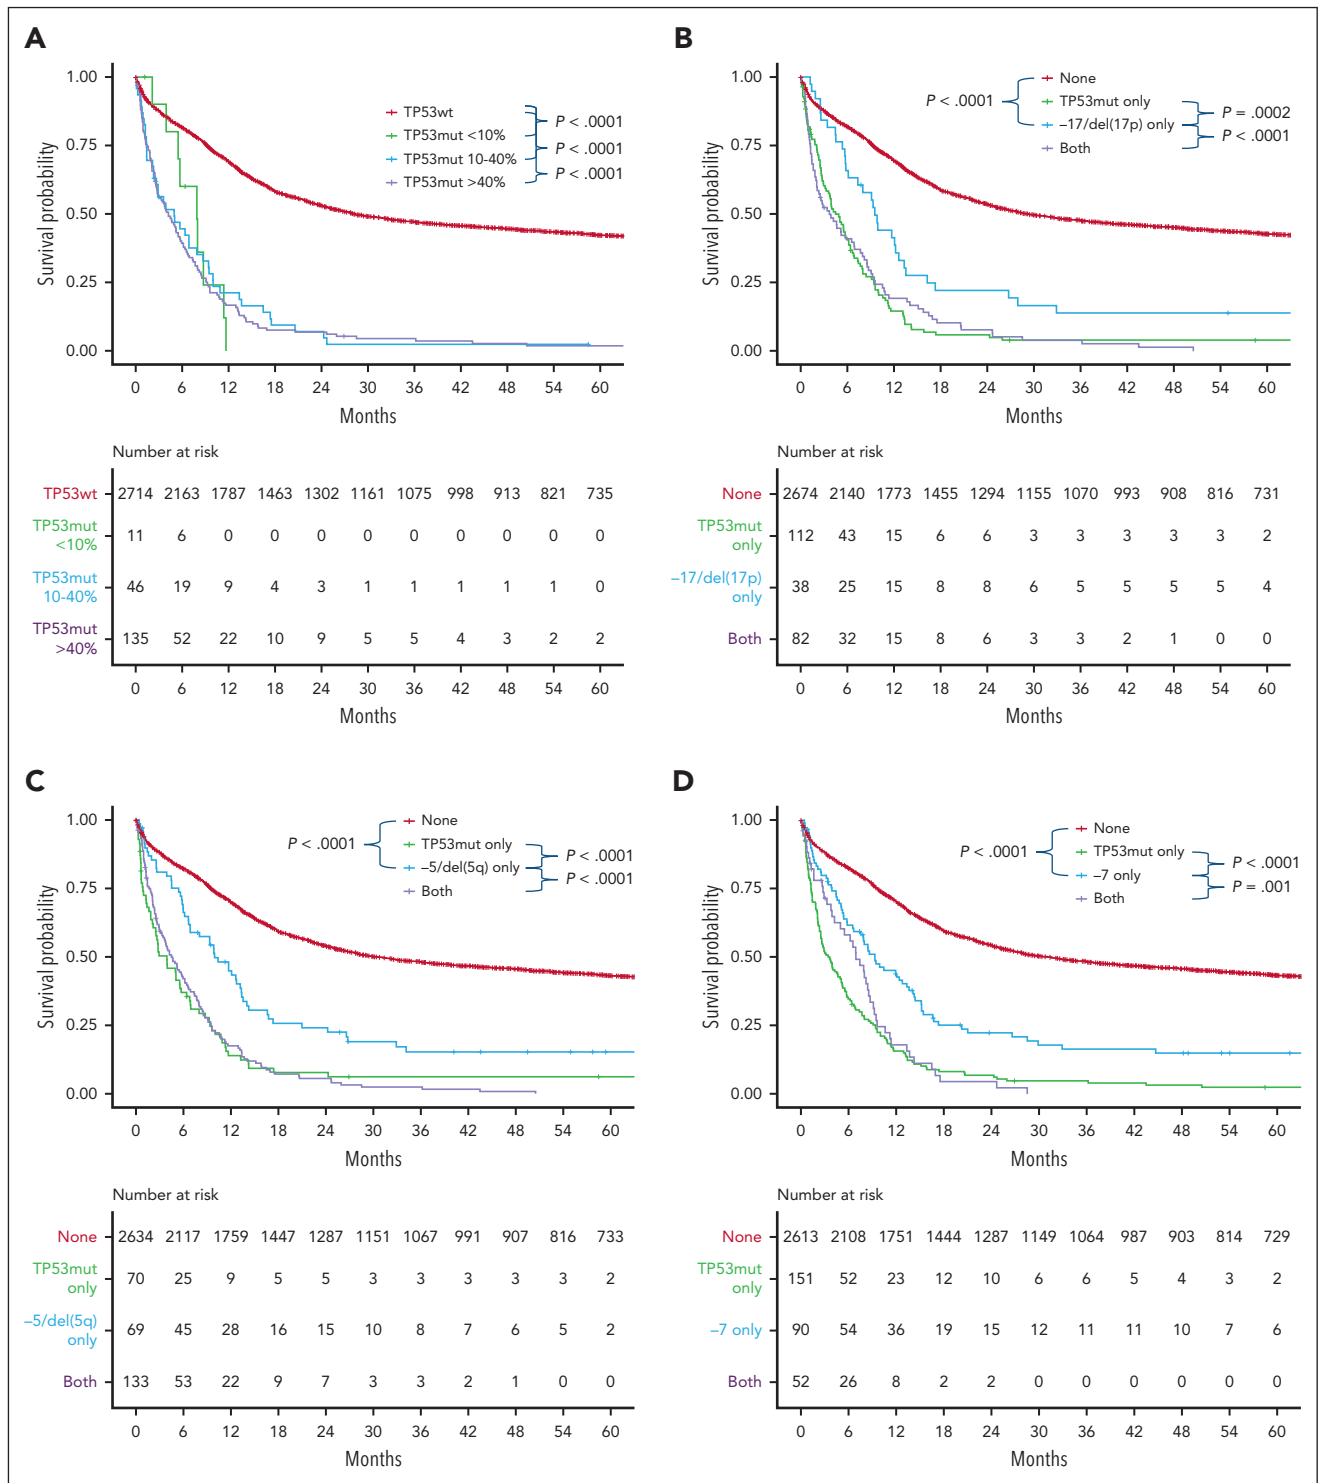 A
1.00
0.75
0.50
0.25
0.00
Survival probability
TP53wt
TP53mut <10%
TP53mut 10-40%
TP53mut >40%
P < .0001
P < .0001
P < .0001
0 6 12 18 24 30 36 42 48 54 60
Months
Number at risk
TP53wt 2714 2163 1787 1463 1302 1161 1075 998 913 821 735
TP53mut
<10% 11 6 0 0 0 0 0 0 0 0 0
TP53mut
10-40% 46 19 9 4 3 1 1 1 1 1 0
TP53mut
>40% 135 52 22 10 9 5 5 4 3 2 2
0 6 12 18 24 30 36 42 48 54 60
Months
B
1.00
0.75
0.50
0.25
0.00
Survival probability
None
TP53mut only
–17/del(17p) only
Both
P < .0001
P = .0002
P < .0001
0 6 12 18 24 30 36 42 48 54 60
Months
Number at risk
None 2674 2140 1773 1455 1294 1155 1070 993 908 816 731
TP53mut
only 112 43 15 6 6 3 3 3 3 3 2
–17/del(17p)
only 38 25 15 8 8 6 5 5 5 5 4
Both 82 32 15 8 6 3 3 2 1 0 0
0 6 12 18 24 30 36 42 48 54 60
Months
C
1.00
0.75
0.50
0.25
0.00
Survival probability
None
TP53mut only
–5/del(5q) only
Both
P < .0001
P < .0001
P < .0001
0 6 12 18 24 30 36 42 48 54 60
Months
Number at risk
None 2634 2117 1759 1447 1287 1151 1067 991 907 816 733
TP53mut
only 70 25 9 5 5 3 3 3 3 3 2
–5/del(5q)
only 69 45 28 16 15 10 8 7 6 5 2
Both 133 53 22 9 7 3 3 2 1 0 0
0 6 12 18 24 30 36 42 48 54 60
Months
D
1.00
0.75
0.50
0.25
0.00
Survival probability
None
TP53mut only
–7 only
Both
P < .0001
P < .0001
P = .001
0 6 12 18 24 30 36 42 48 54 60
Months
Number at risk
None 2613 2108 1751 1444 1287 1149 1064 987 903 814 729
TP53mut
only 151 52 23 12 10 6 6 5 4 3 2
–7 only 90 54 36 19 15 12 11 11 10 7 6
Both 52 26 8 2 2 0 0 0 0 0 0
0 6 12 18 24 30 36 42 48 54 60
Months